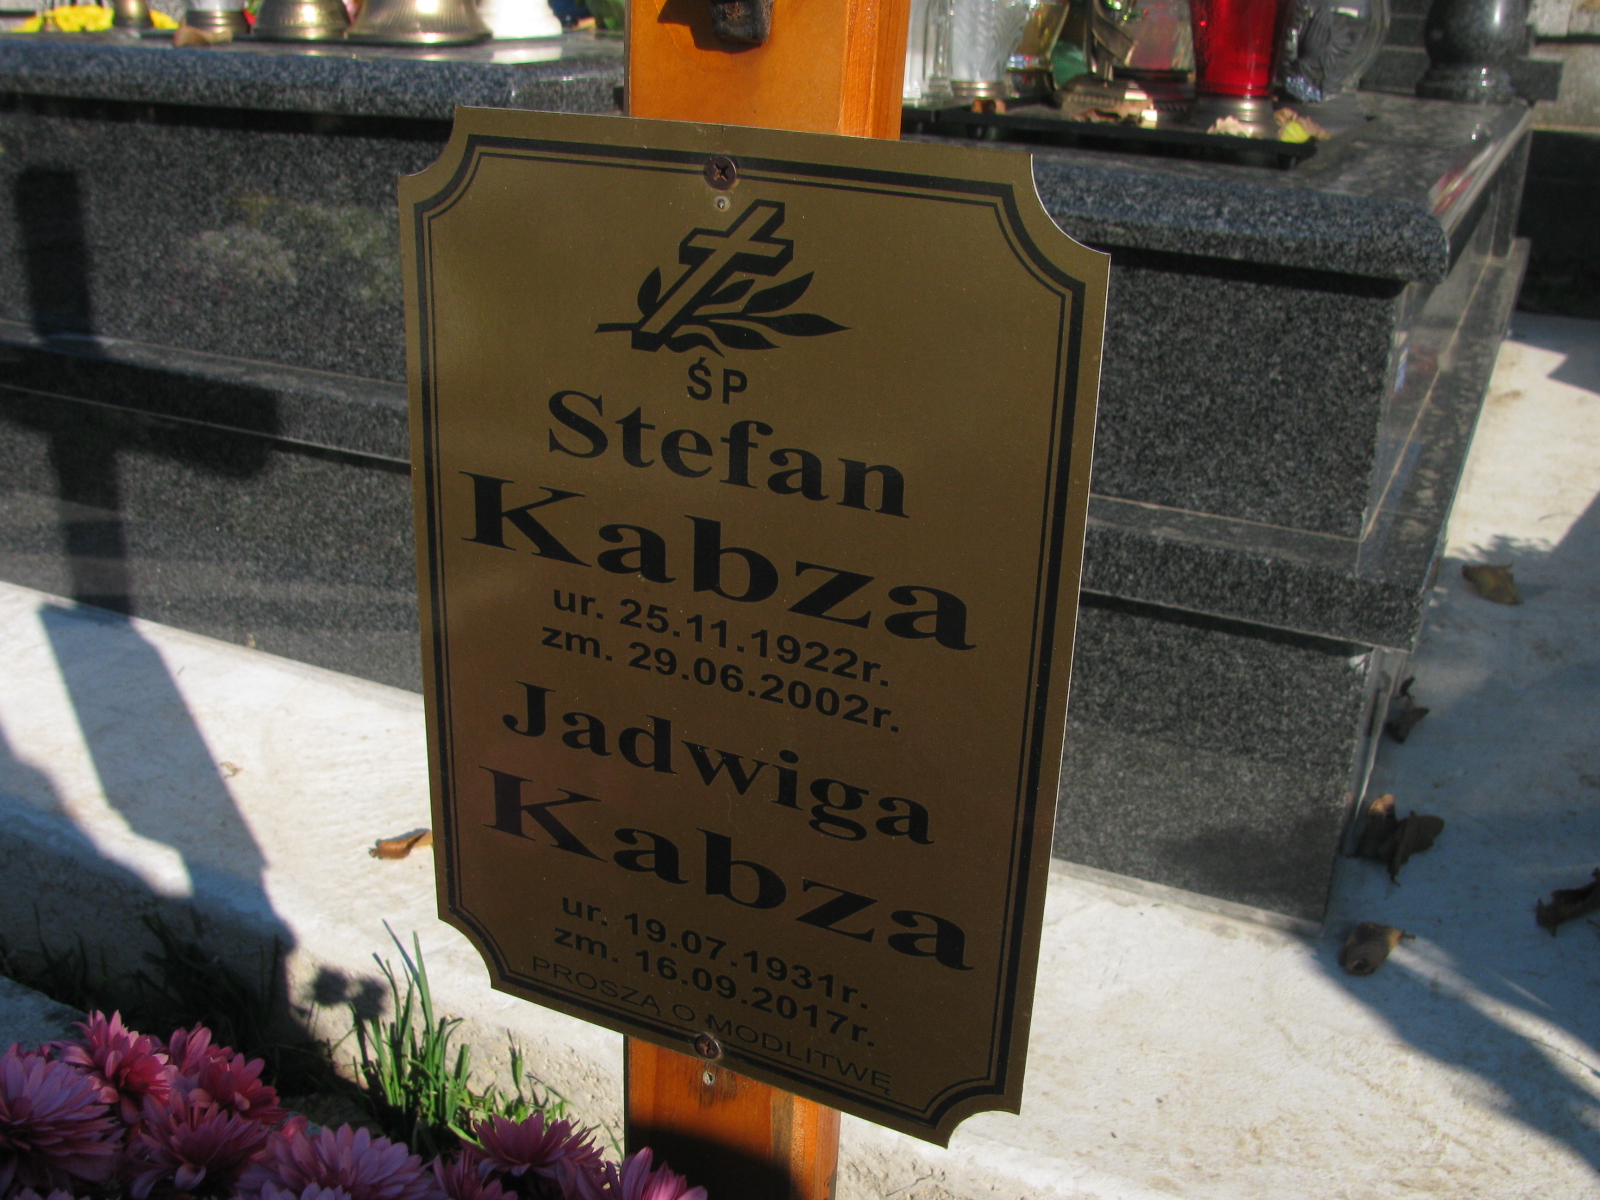 ŚP
Stefan
Kabza
ur. 25.11.1922r.
zm. 29.06.2002r.
Jadwiga
Kabza
ur. 19.07.1931r.
zm. 16.09.2017r.
PROSZĄ O MODLITWĘ